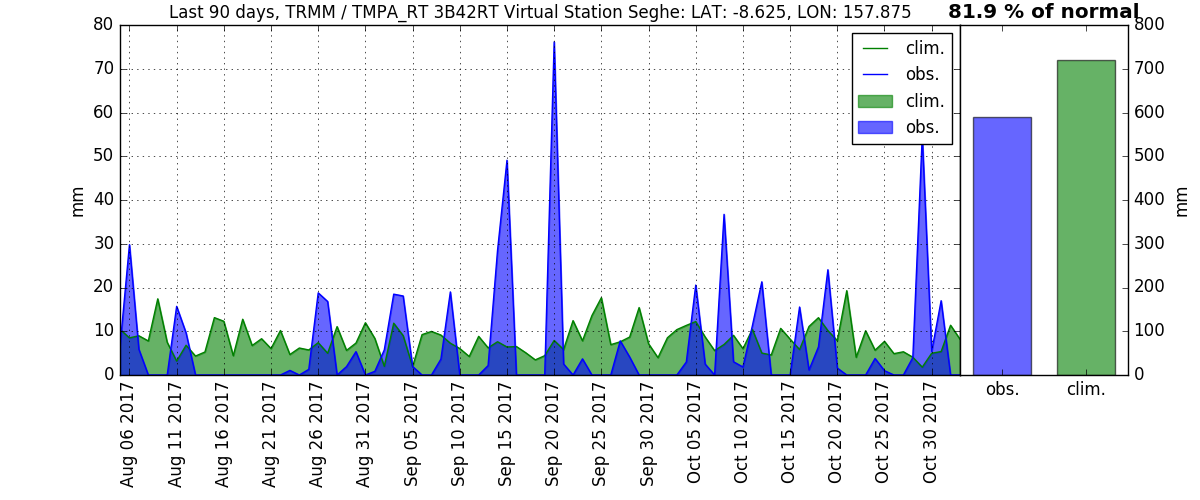 Last 90 days, TRMM / TMPA_RT 3B42RT Virtual Station Seghe: LAT: -8.625, LON: 157.875
81.9 % of normal
mm
80
70
60
50
40
30
20
10
0
clim.
obs.
clim.
obs.
Aug 06 2017
Aug 11 2017
Aug 16 2017
Aug 21 2017
Aug 26 2017
Aug 31 2017
Sep 05 2017
Sep 10 2017
Sep 15 2017
Sep 20 2017
Sep 25 2017
Sep 30 2017
Oct 05 2017
Oct 10 2017
Oct 15 2017
Oct 20 2017
Oct 25 2017
Oct 30 2017
obs.
clim.
800
700
600
500
400
300
200
100
0
mm